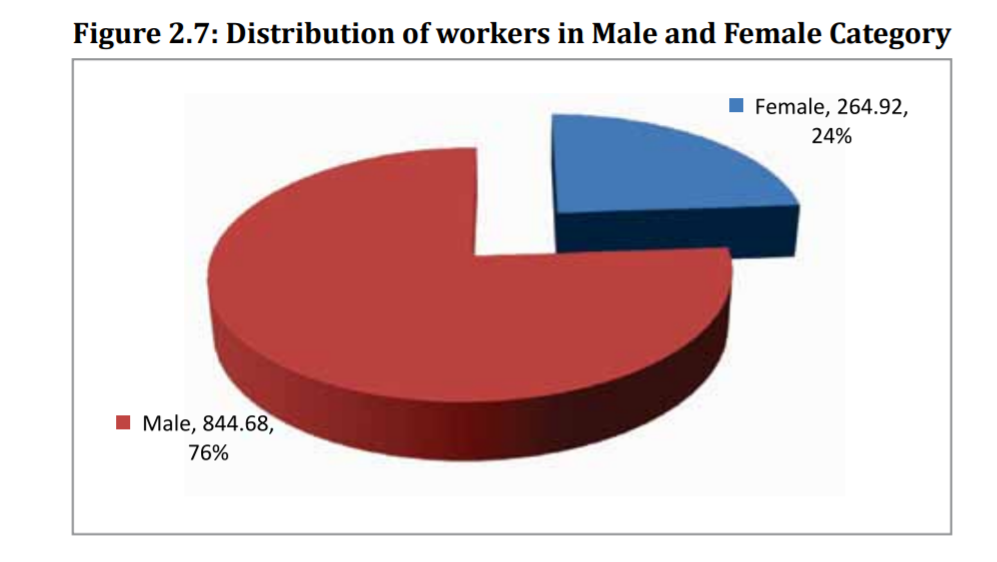 Figure 2.7: Distribution of workers in Male and Female Category
Female, 264.92,
24%
Male, 844.68,
76%